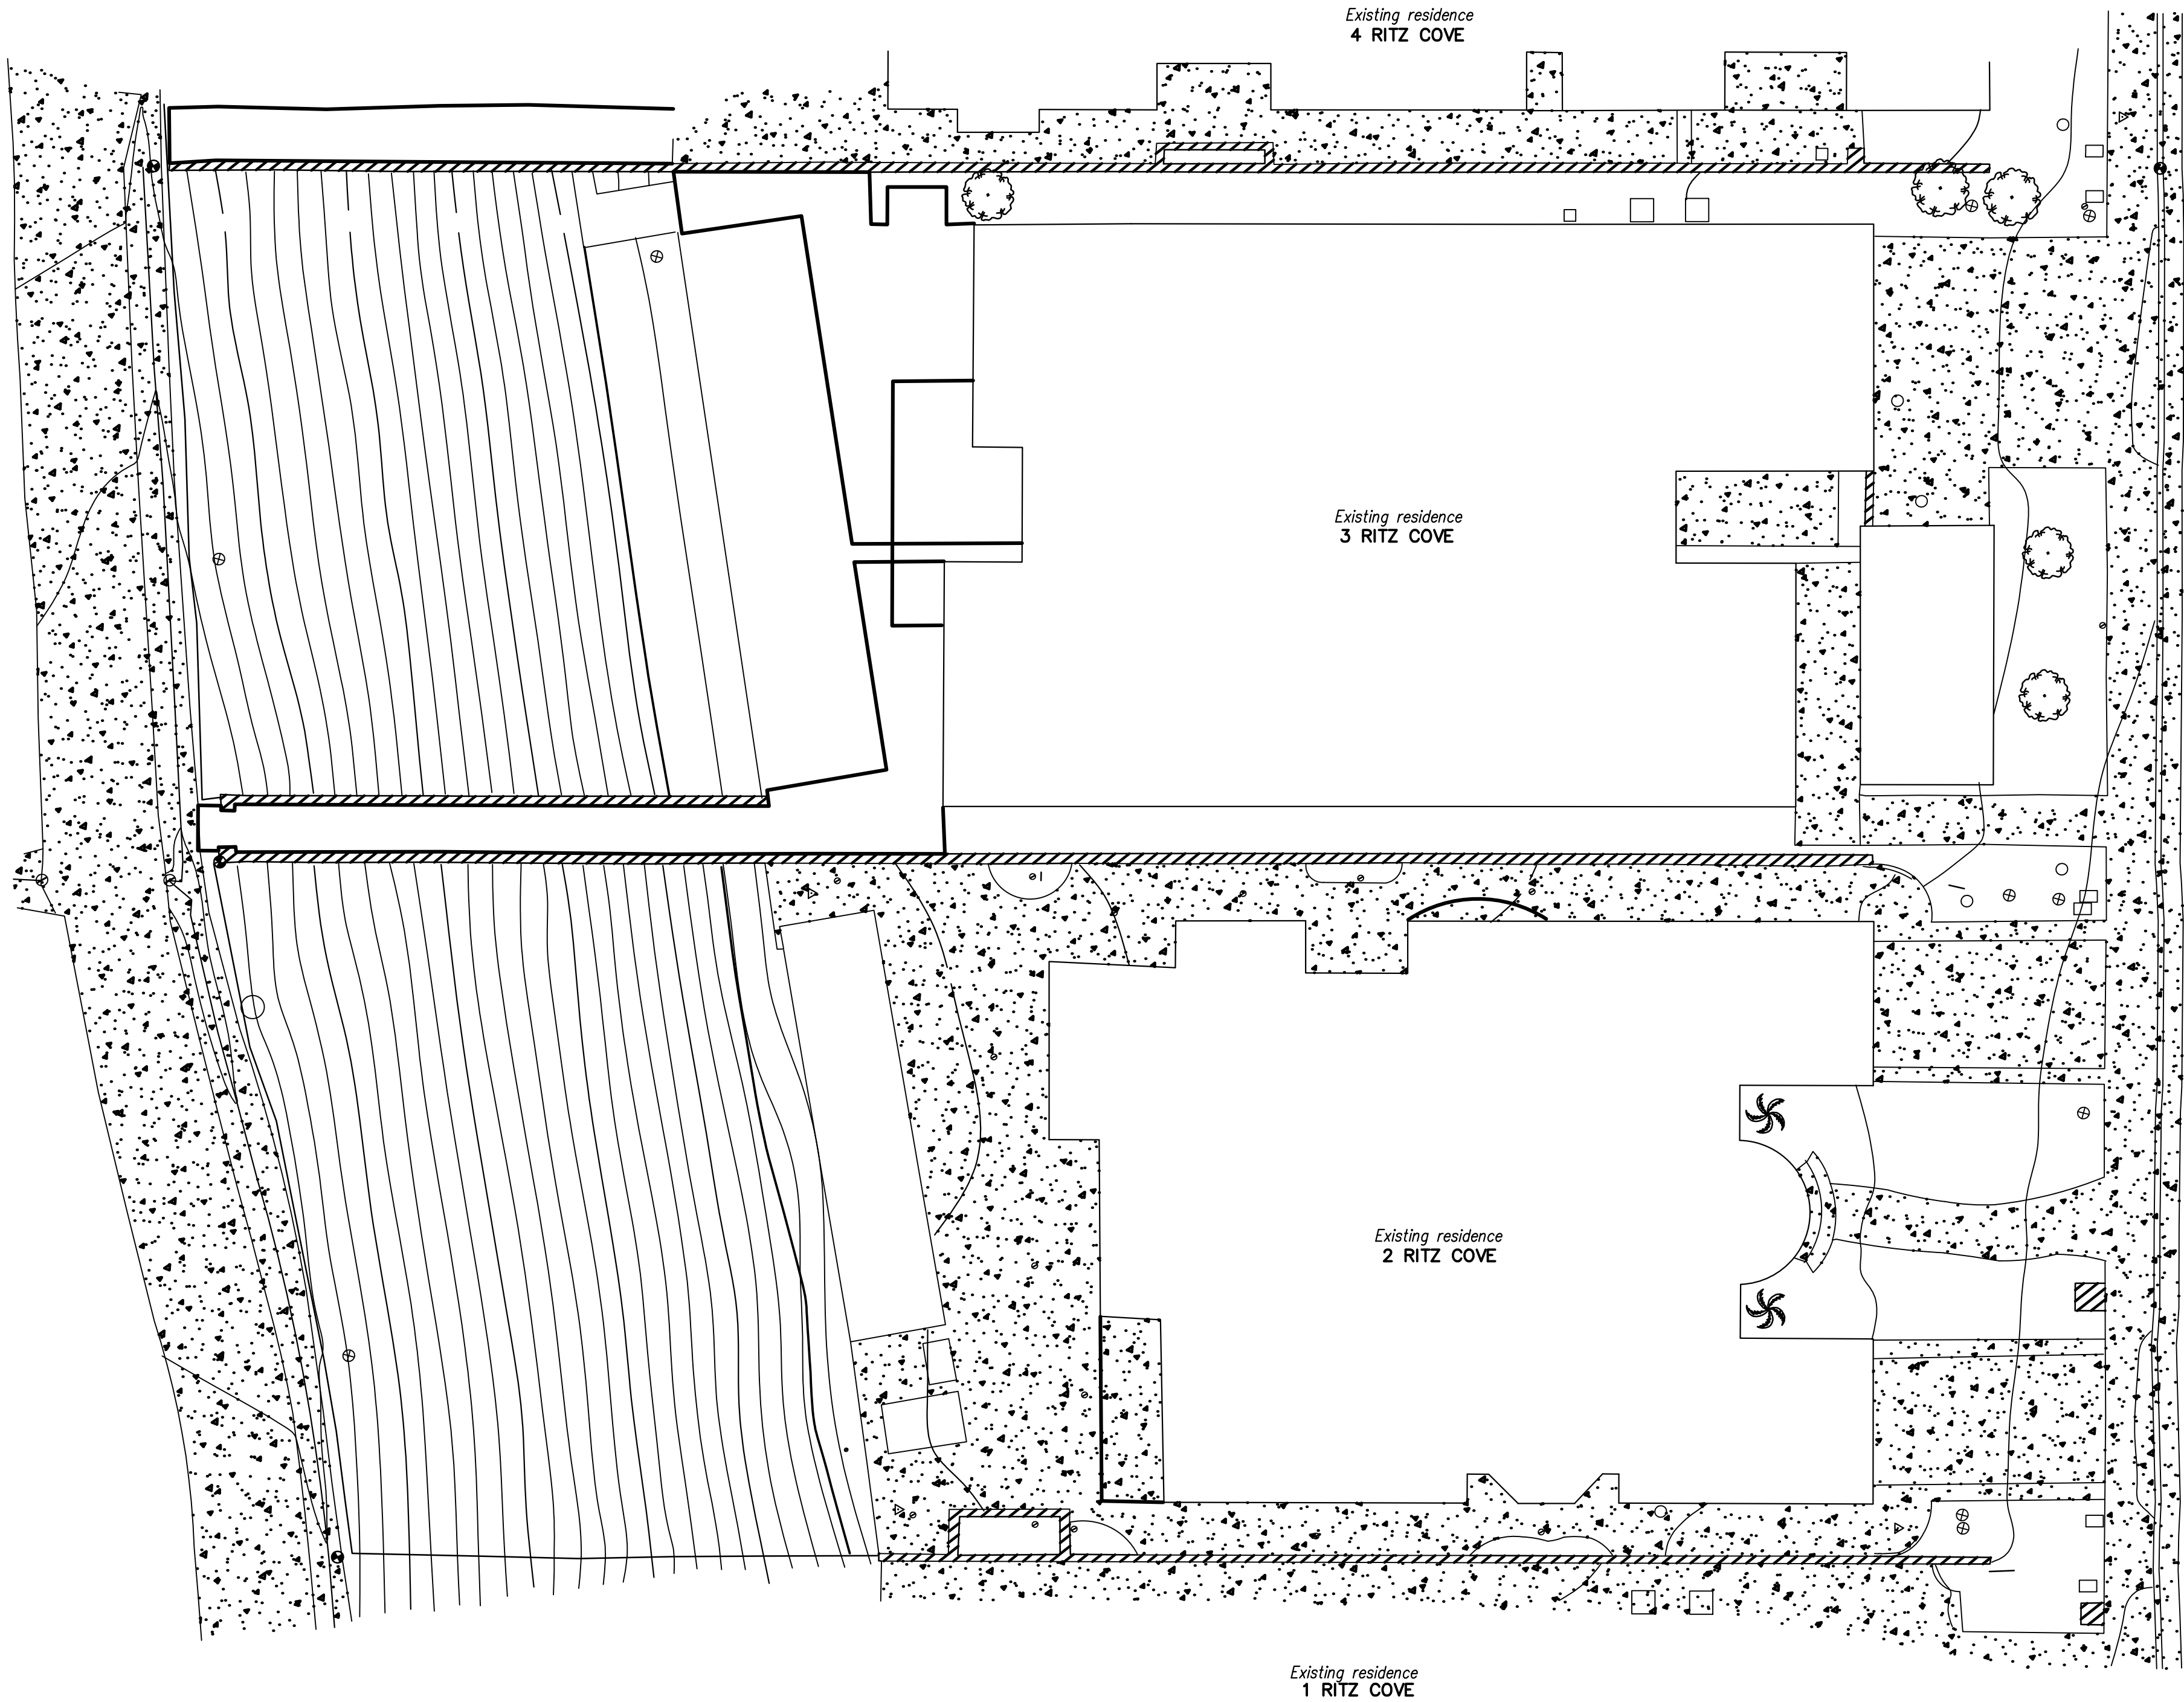 Existing residence
4 RITZ COVE
Existing residence
3 RITZ COVE
Existing residence
2 RITZ COVE
Existing residence
1 RITZ COVE